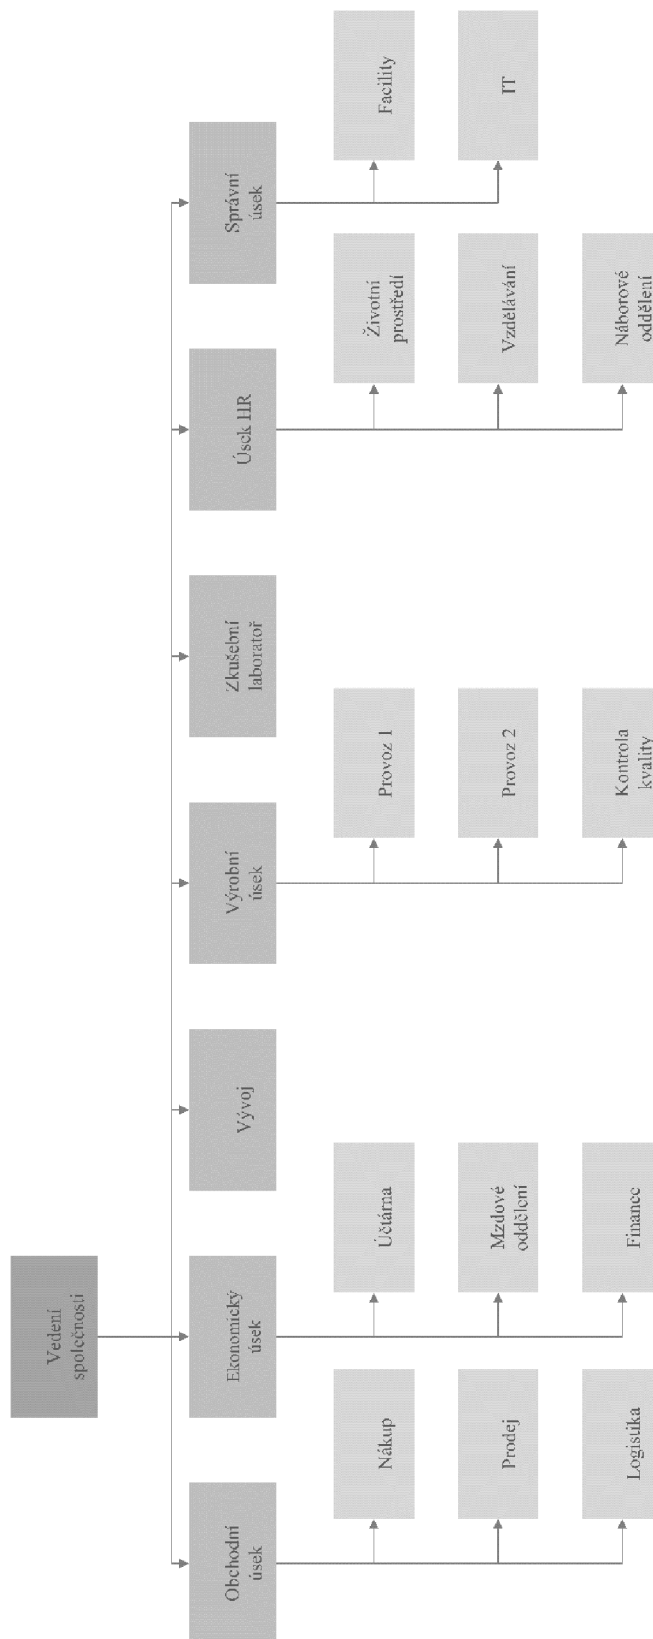 Vedení
společnosti
Obchodní
úsek
Ekonomický
úsek
Vývoj
Výrobní
úsek
Zkušební
laboratoř
Úsek HR
Správní
úsek
Nákup
Prodej
Logistika
Účtárna
Mzdové
oddělení
Finance
Provoz 1
Provoz 2
Kontrola
kvality
Životní
prostředí
Vzdělávání
Náborové
oddělení
Facility
IT